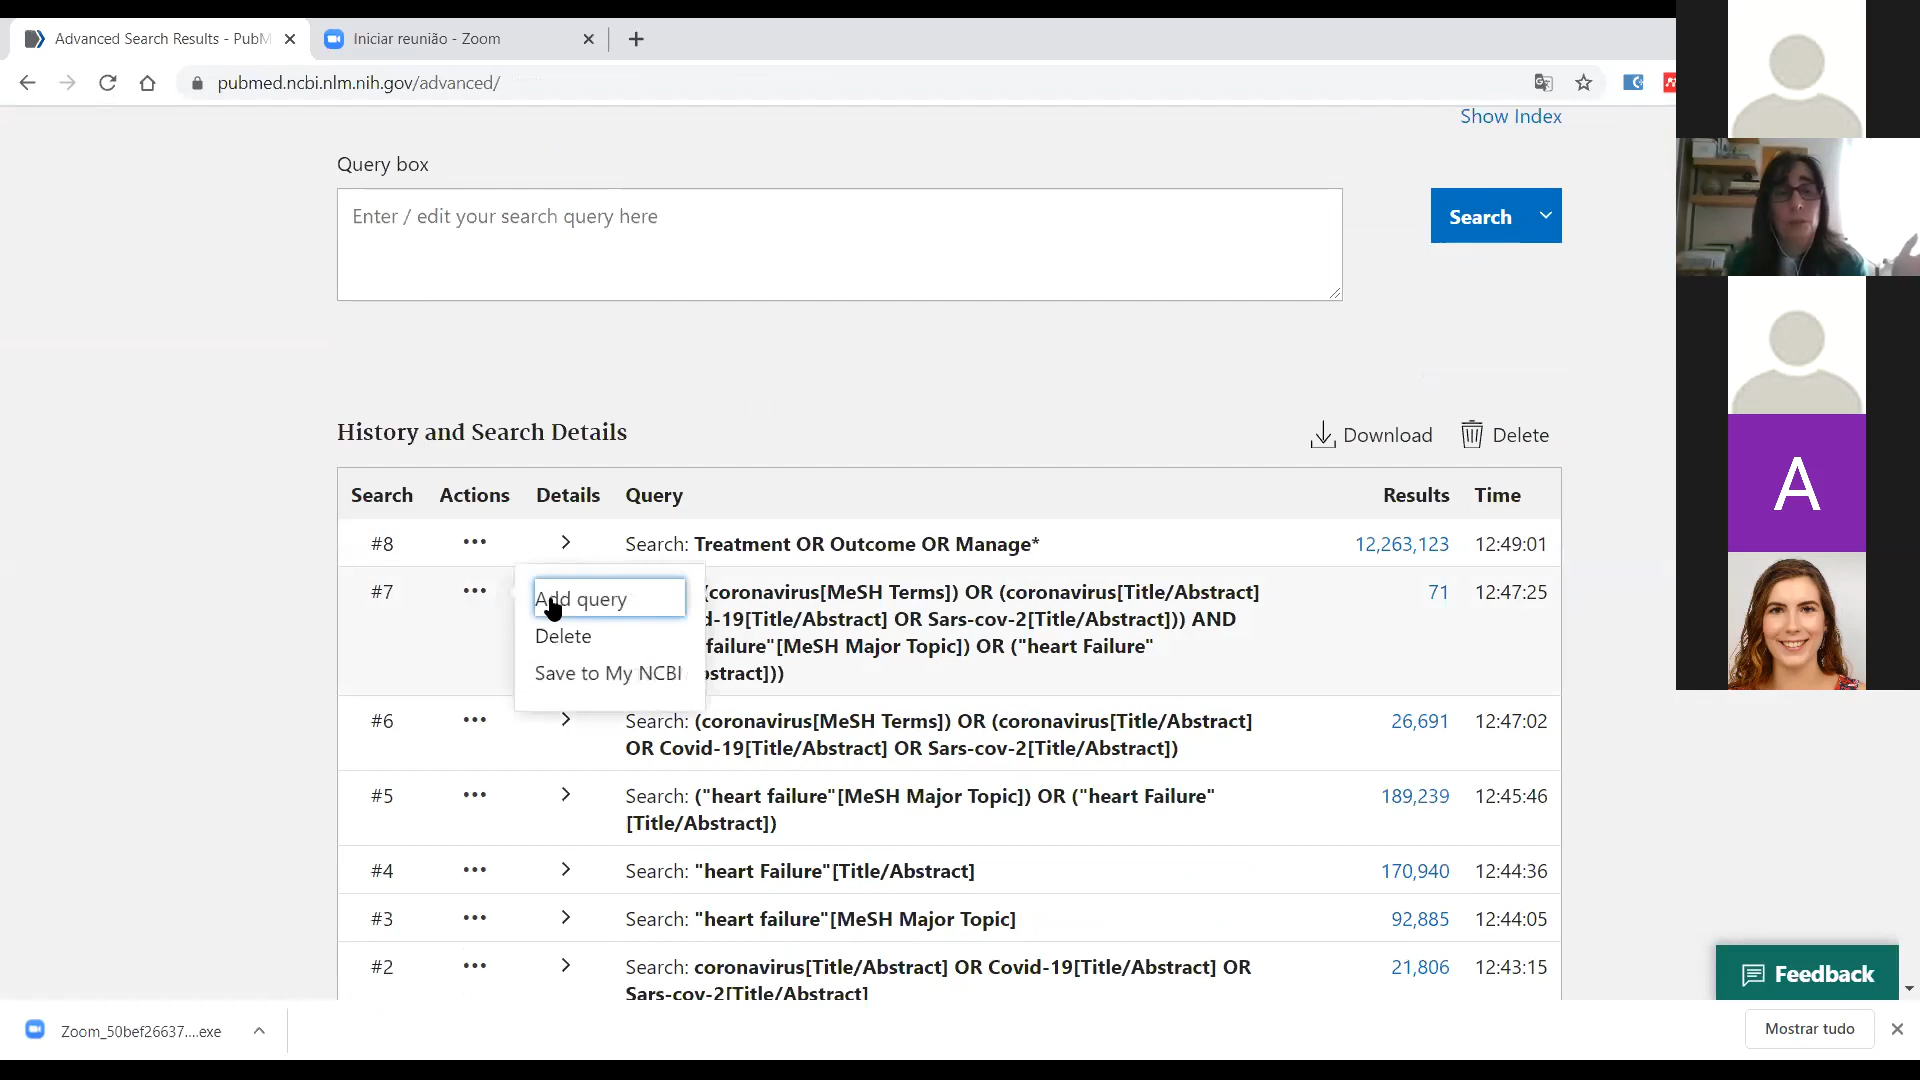 Advanced Search Results - PubM
Iniciar reunião - Zoom
pubmed.ncbi.nlm.nih.gov/advanced/
Show Index
Query box
Enter / edit your search query here
Search
History and Search Details
Download
Delete
Search Actions Details Query Results Time
#8 Search: Treatment OR Outcome OR Manage* 12,263,123 12:49:01
#7 (coronavirus[MeSH Terms]) OR (coronavirus[Title/Abstract] 71 12:47:25
d-19[Title/Abstract] OR Sars-cov-2[Title/Abstract])) AND
failure"[MeSH Major Topic]) OR ("heart Failure"
bstract]))
Add query
Delete
Save to My NCBI
#6 Search: (coronavirus[MeSH Terms]) OR (coronavirus[Title/Abstract] 26,691 12:47:02
OR Covid-19[Title/Abstract] OR Sars-cov-2[Title/Abstract])
#5 Search: ("heart failure"[MeSH Major Topic]) OR ("heart Failure" 189,239 12:45:46
[Title/Abstract])
#4 Search: "heart Failure"[Title/Abstract] 170,940 12:44:36
#3 Search: "heart failure"[MeSH Major Topic] 92,885 12:44:05
#2 Search: coronavirus[Title/Abstract] OR Covid-19[Title/Abstract] OR 21,806 12:43:15
Sars-cov-2[Title/Abstract]
A
Feedback
Zoom_50bef26637....exe
Mostrar tudo